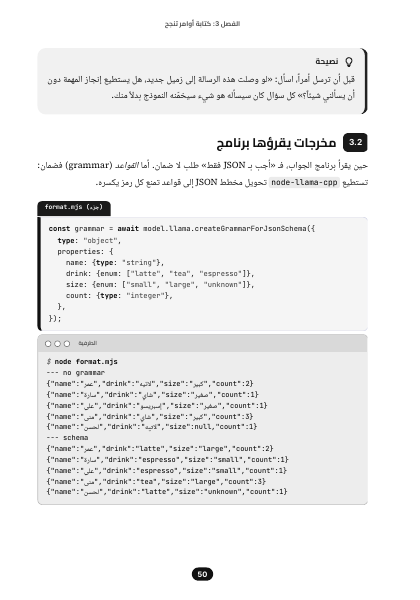 الفصل 3: كتابة أوامر تنجح
نصيحة
قبل أن ترسل أمراً، اسأل: «لو وصلت هذه الرسالة إلى زميل جديد، هل يستطيع إنجاز المهمة دون
أن يسألني شيئاً؟» كل سؤال كان سيسأله هو شيء سيخمّنه النموذج بدلاً منك.
3.2 مخرجات يقرؤها برنامج
حين يقرأ برنامج الجواب، فـ «أجب بـ JSON فقط» طلب لا ضمان. أما القواعد (grammar) فضمان:
تستطيع node-llama-cpp تحويل مخطط JSON إلى قواعد تمنع كل رمز يكسره.
format.mjs (جزء)
const grammar = await model.llama.createGrammarForJsonSchema({
type: "object",
properties: {
name: {type: "string"},
drink: {enum: ["latte", "tea", "espresso"]},
size: {enum: ["small", "large", "unknown"]},
count: {type: "integer"},
},
});
الطرفية
$ node format.mjs
--- no grammar
{"name":"عمر","drink":"لاتيه","size":"كبير","count":2}
{"name":"سارة","drink":"شاي","size":"صغير","count":1}
{"name":"علي","drink":"إسبريسو","size":"صغير","count":1}
{"name":"منى","drink":"شاي","size":"كبير","count":3}
{"name":"لحسن","drink":"لاتيه","size":null,"count":1}
--- schema
{"name":"عمر","drink":"latte","size":"large","count":2}
{"name":"سارة","drink":"espresso","size":"small","count":1}
{"name":"علي","drink":"espresso","size":"small","count":1}
{"name":"منى","drink":"tea","size":"large","count":3}
{"name":"لحسن","drink":"latte","size":"unknown","count":1}
50